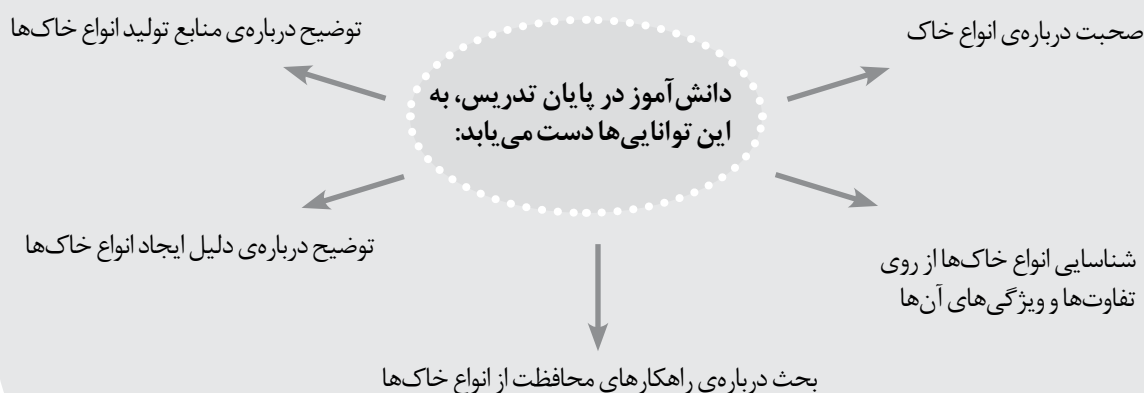 دانش‌آموز در پایان تدریس، به
این توانایی‌ها دست می‌یابد:
صحبت درباره‌ی انواع خاک
توضیح درباره‌ی منابع تولید انواع خاک‌ها
شناسایی انواع خاک‌ها از روی
تفاوت‌ها و ویژگی‌های آن‌ها
توضیح درباره‌ی دلیل ایجاد انواع خاک‌ها
بحث درباره‌ی راهکارهای محافظت از انواع خاک‌ها